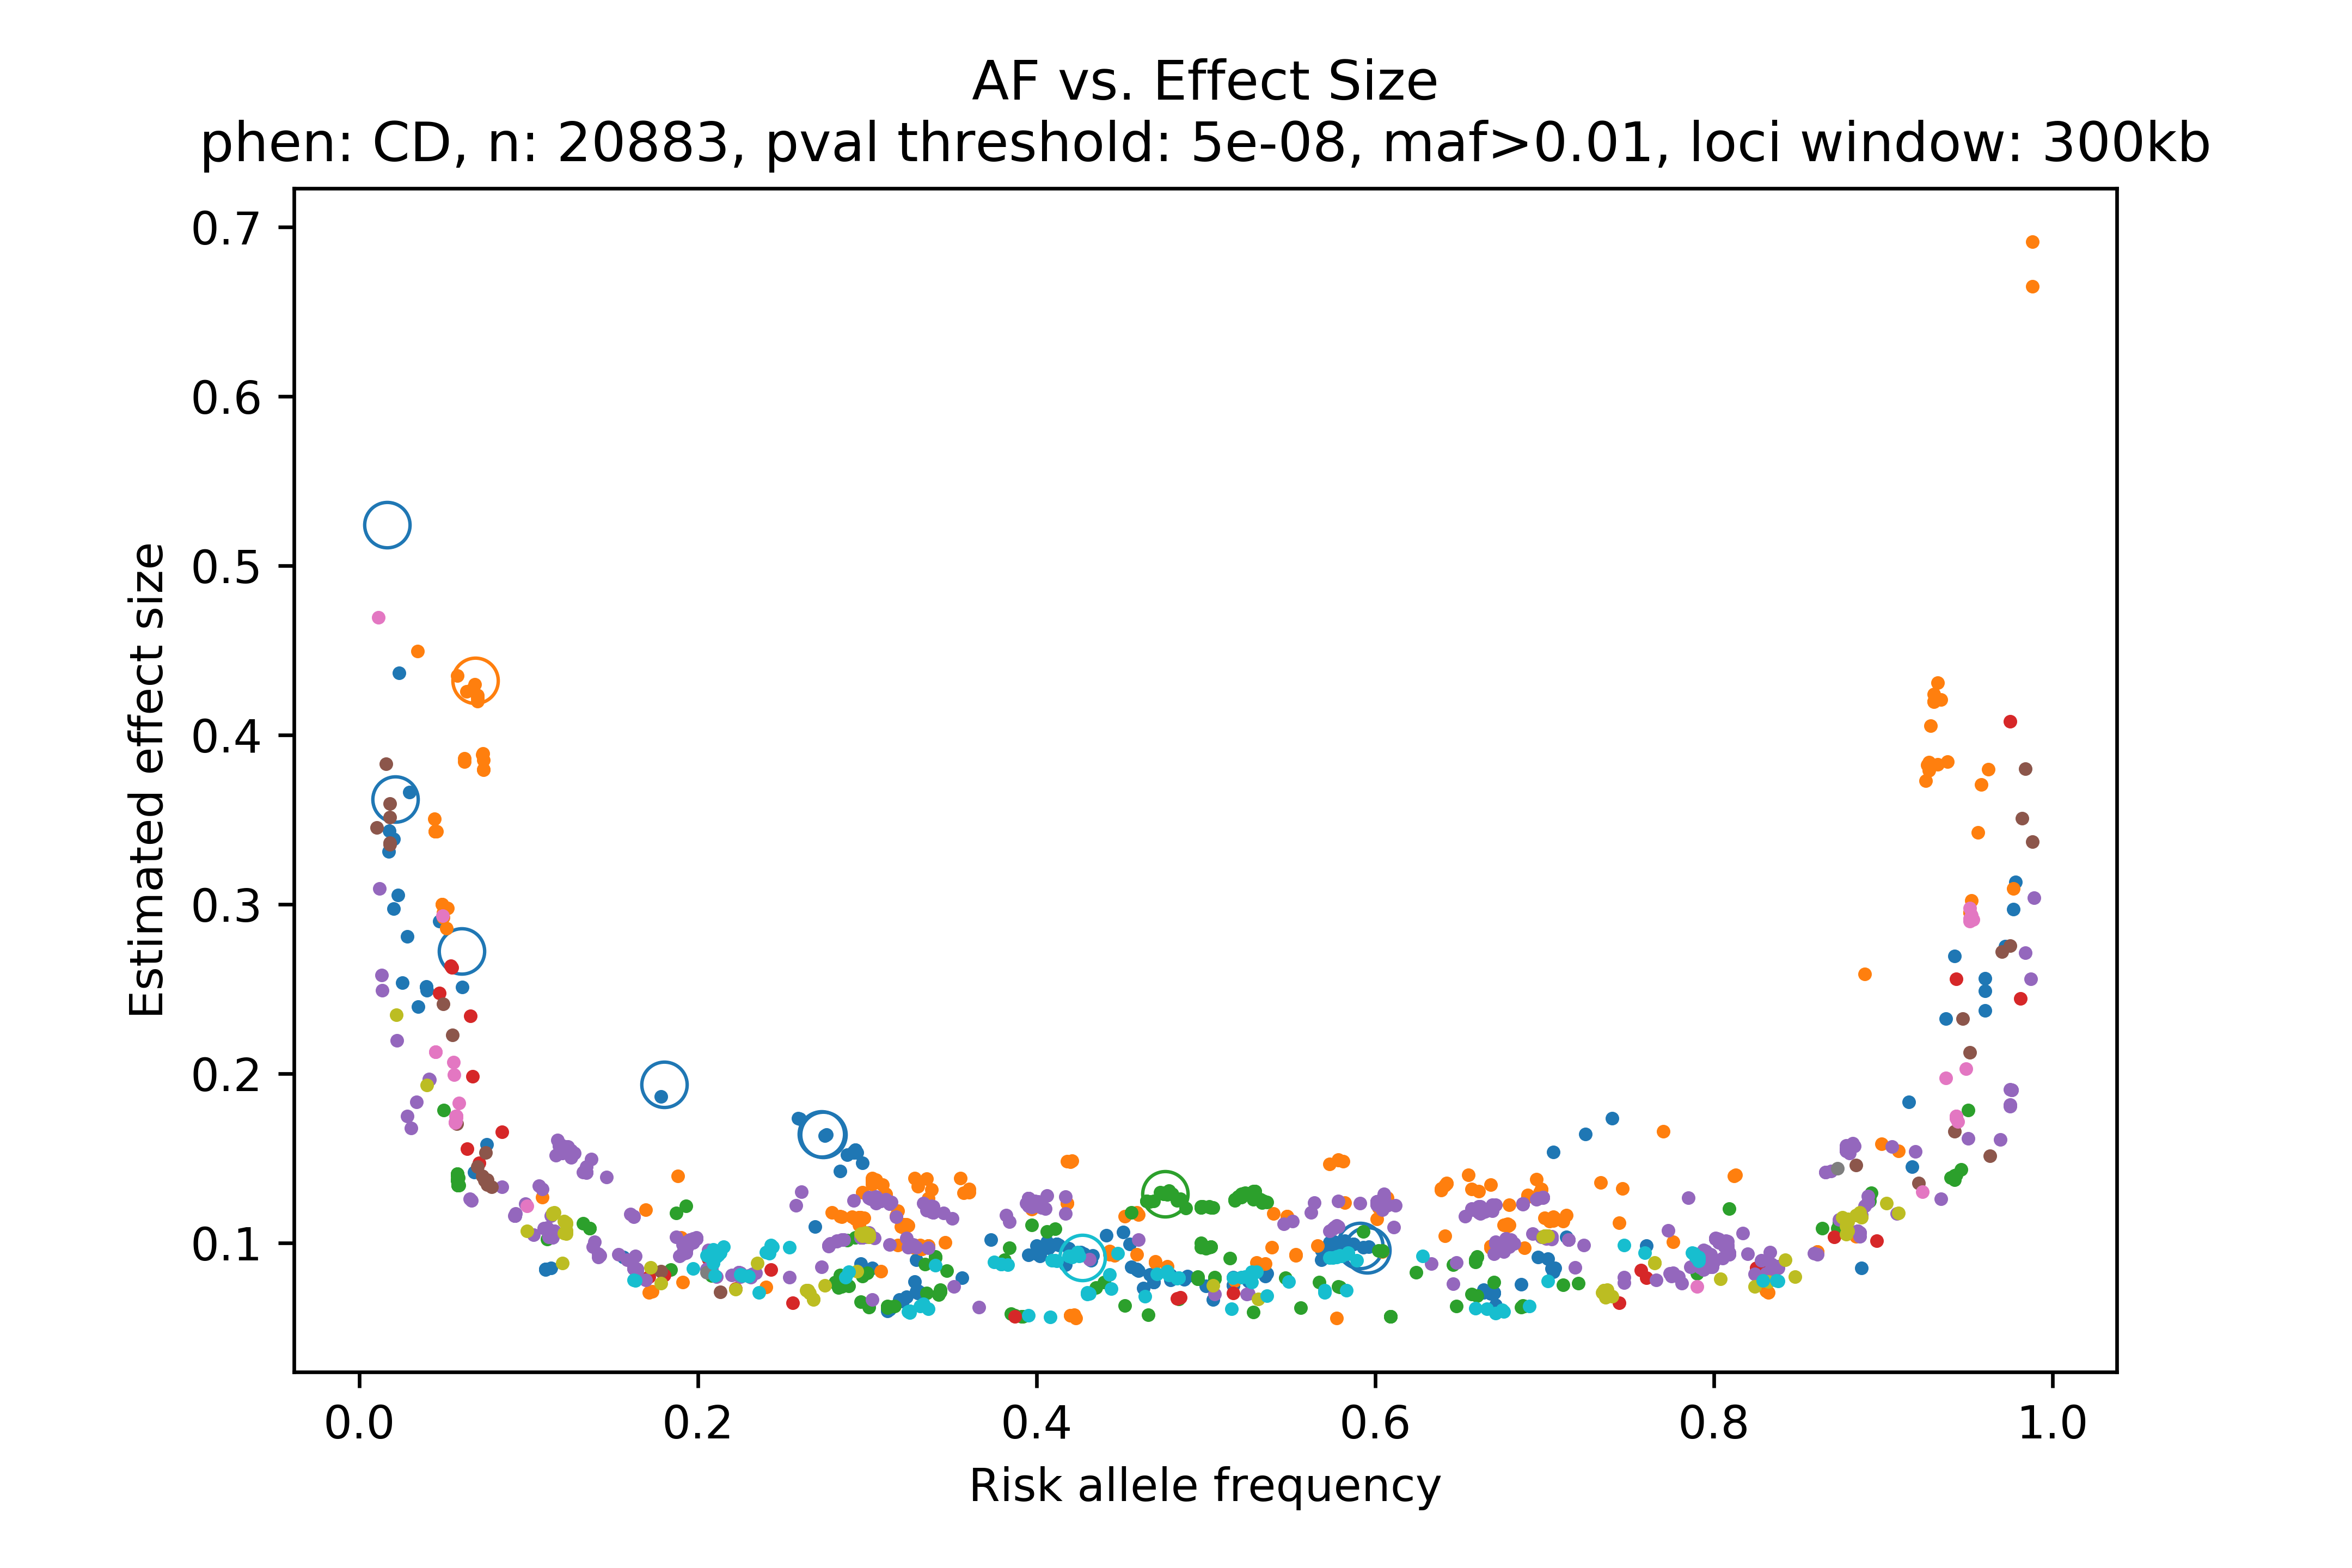 AF vs. Effect Size
phen: CD, n: 20883, pval threshold: 5e-08, maf>0.01, loci window: 300kb
0.7
0.6
0.5
0.4
0.3
0.2
0.1
Estimated effect size
0.0 0.2 0.4 0.6 0.8 1.0
Risk allele frequency